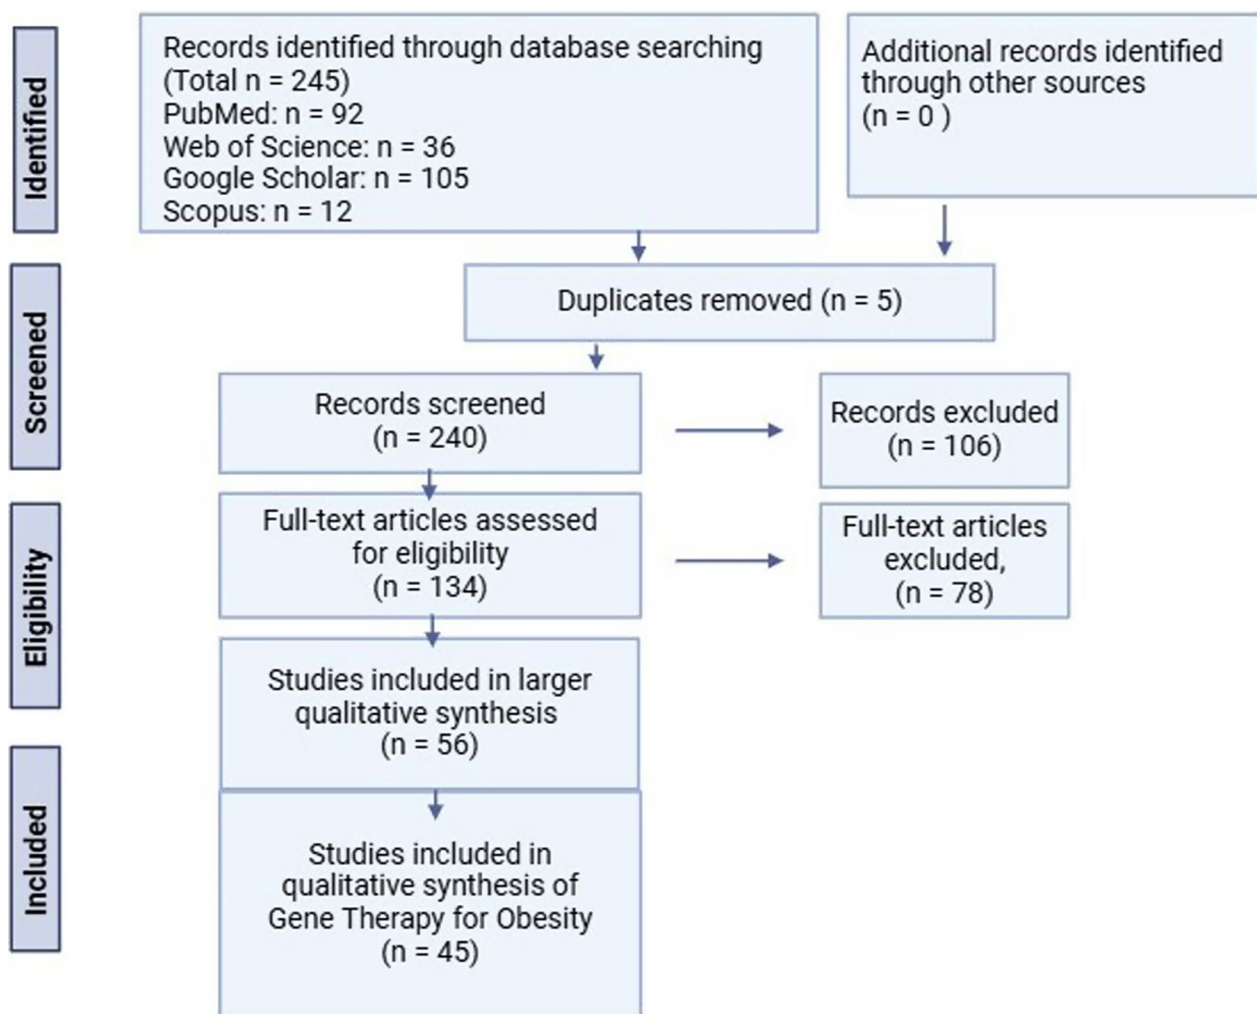 Identified
Records identified through database searching
(Total n = 245)
PubMed: n = 92
Web of Science: n = 36
Google Scholar: n = 105
Scopus: n = 12
Additional records identified
through other sources
(n = 0 )
Screened
Duplicates removed (n = 5)
Records screened
(n = 240)
Records excluded
(n = 106)
Eligibility
Full-text articles assessed
for eligibility
(n = 134)
Full-text articles
excluded,
(n = 78)
Studies included in larger
qualitative synthesis
(n = 56)
Included
Studies included in
qualitative synthesis of
Gene Therapy for Obesity
(n = 45)